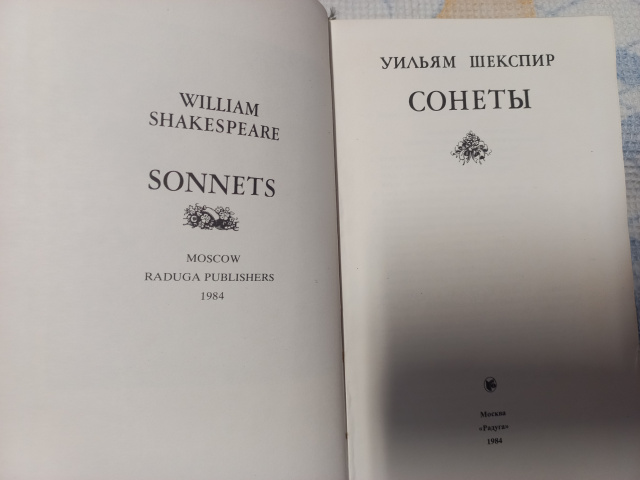 WILLIAM
SHAKESPEARE
SONNETS
MOSCOW
RADUGA PUBLISHERS
1984
УИЛЬЯМ ШЕКСПИР
СОНЕТЫ
Москва
«Радуга»
1984